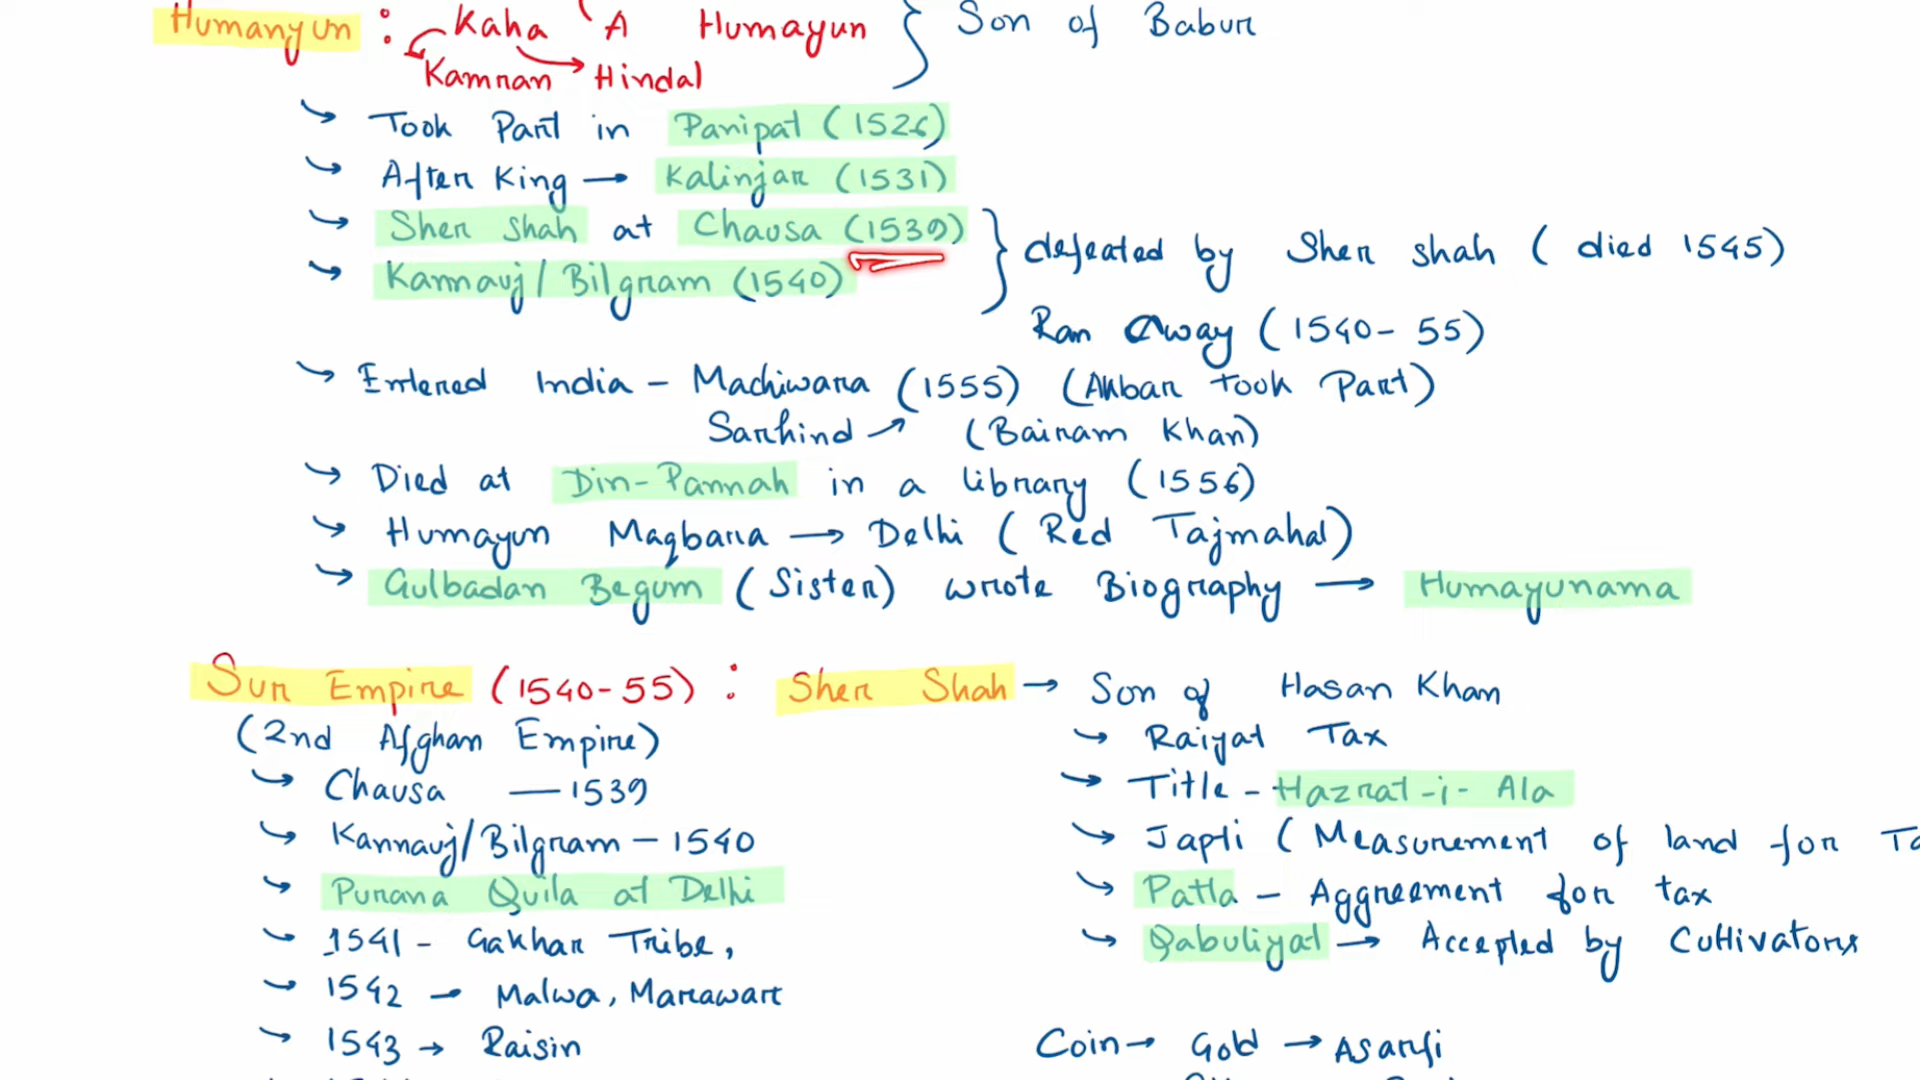 Humanyun : Kaha ( A Humayun } Son of Babur
Kamran Hindal
Took Part in Panipat (1526)
After King → Kalinjar (1531)
Sher Shah at Chausa (1539)
Kannauj / Bilgram (1540)
} defeated by Sher shah ( died 1545)
Ran Away (1540- 55)
Entered India - Machiwara (1555) (Akbar took Part)
Sarhind (Bairam Khan)
Died at Din-Pannah in a library (1556)
Humayun Maqbara → Delhi ( Red Tajmahal)
Gulbadan Begum (Sister) wrote Biography → Humayunama
Sur Empire (1540-55) : Sher Shah → Son of Hasan Khan
(2nd Afghan Empire)
Chausa — 1539
Kannauj/Bilgram - 1540
Purana Quila at Delhi
1541 - Gakhar Tribe,
1542 → Malwa, Marawart
1543 → Raisin
Raiyat Tax
Title - Hazrat-i- Ala
Japti ( Measurement of land for
Patta - Aggreement for tax
Qabuliyat → Accepted by Cultivators
Coin → Gold → Asarfi